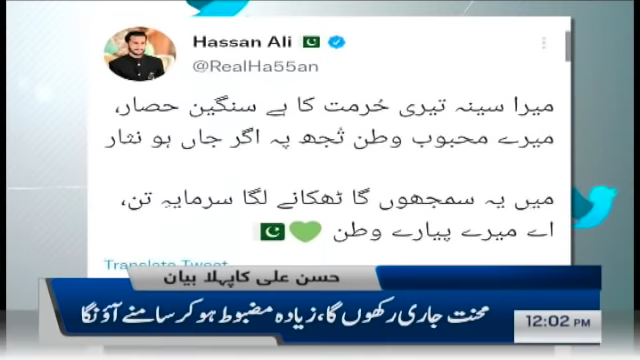 Hassan Ali 🇵🇰
@RealHa55an
میرا سینہ تیری حُرمت کا ہے سنگین حصار،
میرے محبوب وطن تُجھ پہ اگر جاں ہو نثار
میں یہ سمجھوں گا ٹھکانے لگا سرمایہِ تن،
اے میرے پیارے وطن 💚🇵🇰
Translate Tweet
حسن علی کا پہلا بیان
محنت جاری رکھوں گا، زیادہ مضبوط ہو کر سامنے آؤنگا
12:02 PM